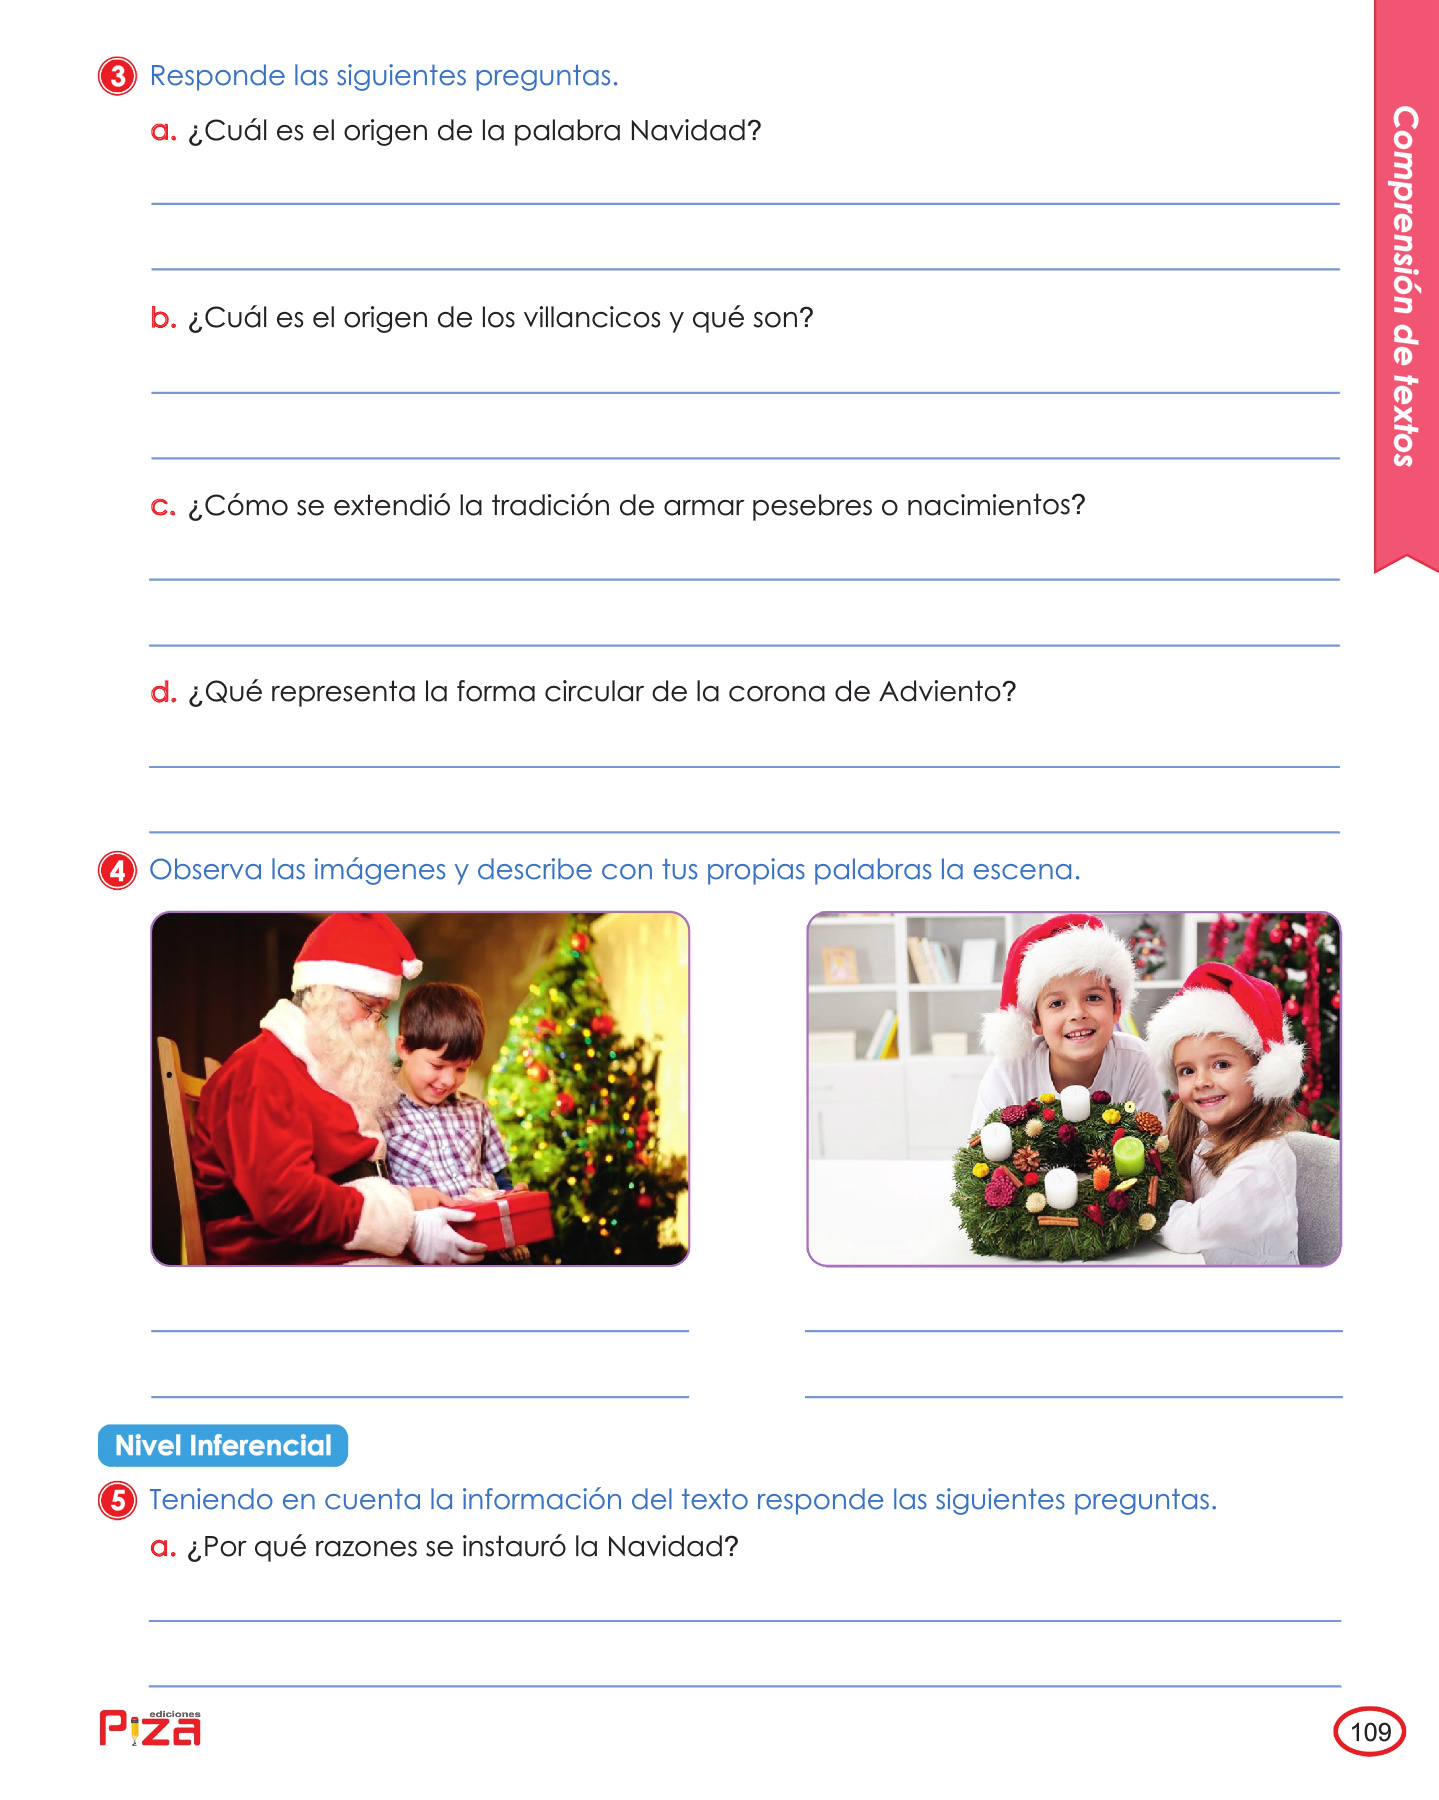 3 Responde las siguientes preguntas.
a. ¿Cuál es el origen de la palabra Navidad?
b. ¿Cuál es el origen de los villancicos y qué son?
c. ¿Cómo se extendió la tradición de armar pesebres o nacimientos?
d. ¿Qué representa la forma circular de la corona de Adviento?
4 Observa las imágenes y describe con tus propias palabras la escena.
Nivel Inferencial
5 Teniendo en cuenta la información del texto responde las siguientes preguntas.
a. ¿Por qué razones se instauró la Navidad?
ediciones
Piza
109
Comprensión de textos